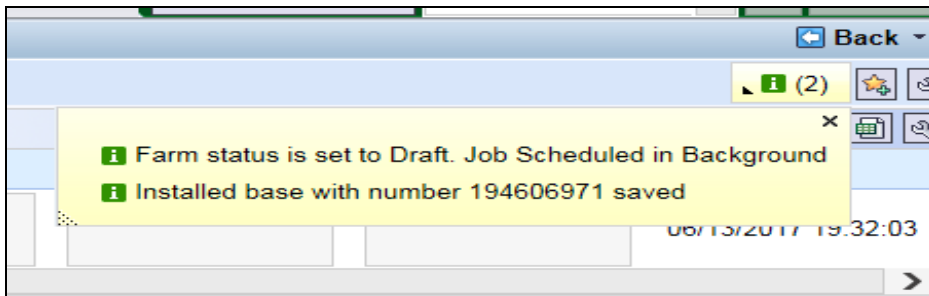 Back
(2)
Farm status is set to Draft. Job Scheduled in Background
Installed base with number 194606971 saved
06/13/2017 19:32:03